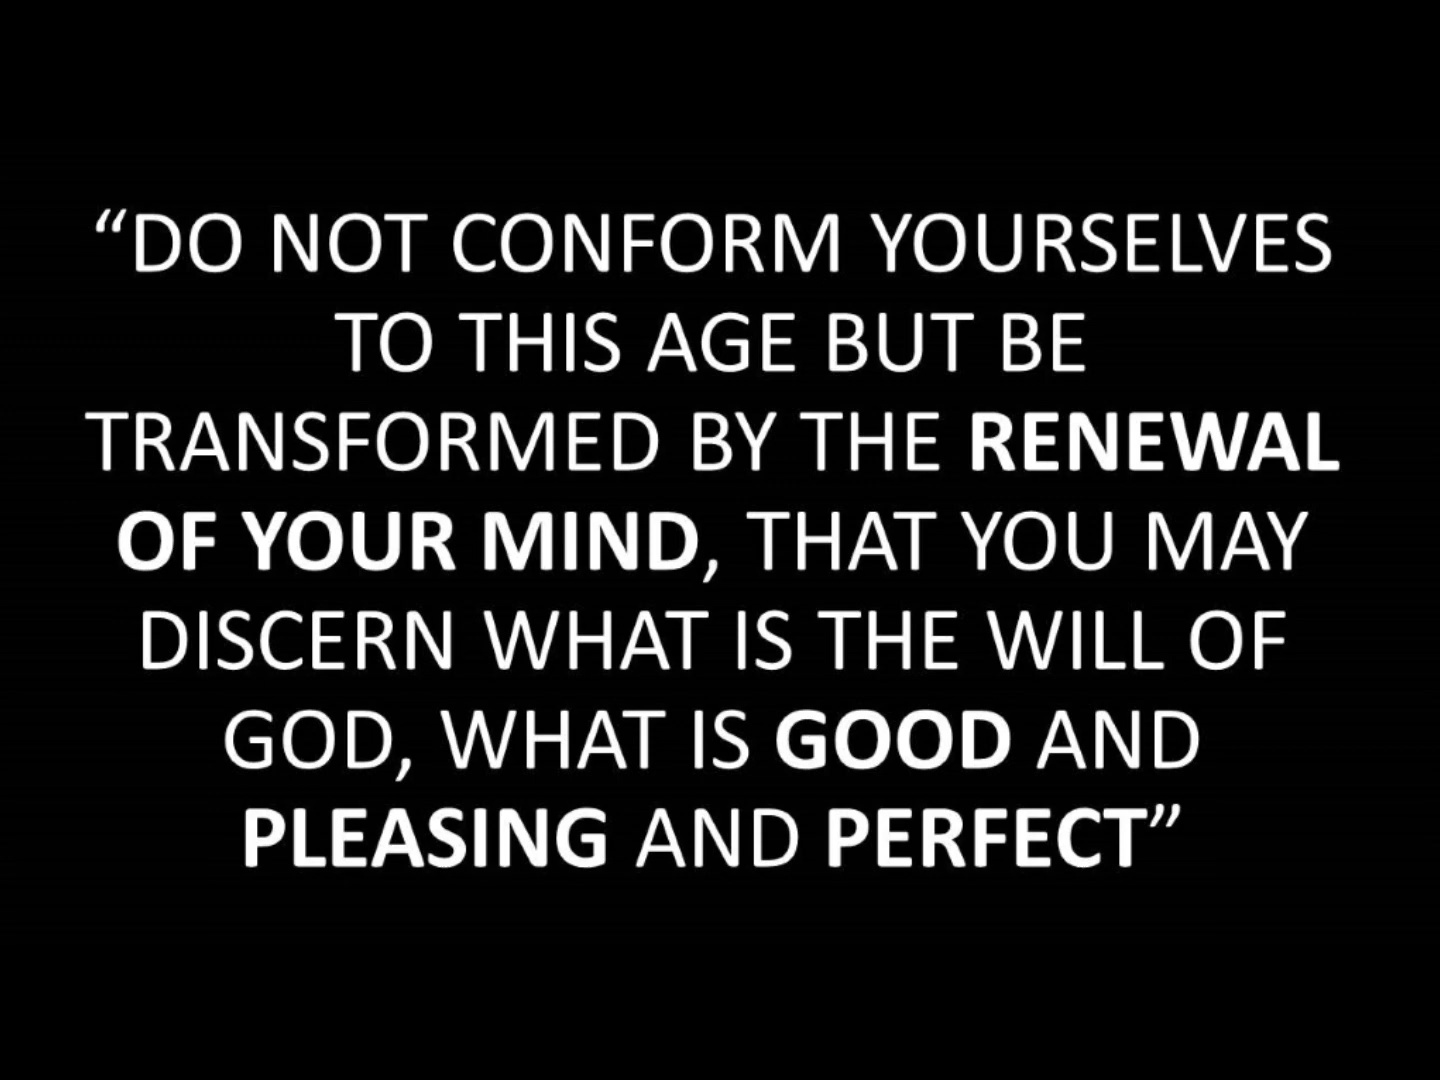 “DO NOT CONFORM YOURSELVES
TO THIS AGE BUT BE
TRANSFORMED BY THE RENEWAL
OF YOUR MIND, THAT YOU MAY
DISCERN WHAT IS THE WILL OF
GOD, WHAT IS GOOD AND
PLEASING AND PERFECT”